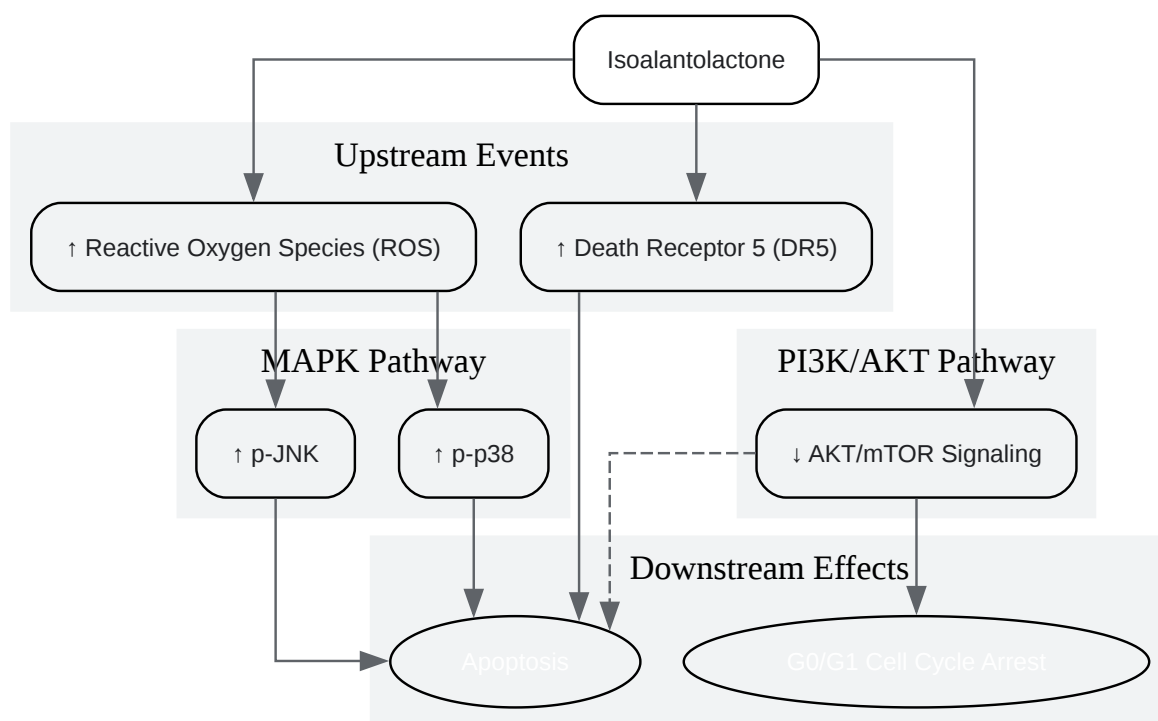 Isoalantolactone
Upstream Events
↑ Reactive Oxygen Species (ROS)
↑ Death Receptor 5 (DR5)
MAPK Pathway
PI3K/AKT Pathway
↑ p-JNK
↑ p-p38
↓ AKT/mTOR Signaling
Downstream Effects
Apoptosis
G0/G1 Cell Cycle Arrest